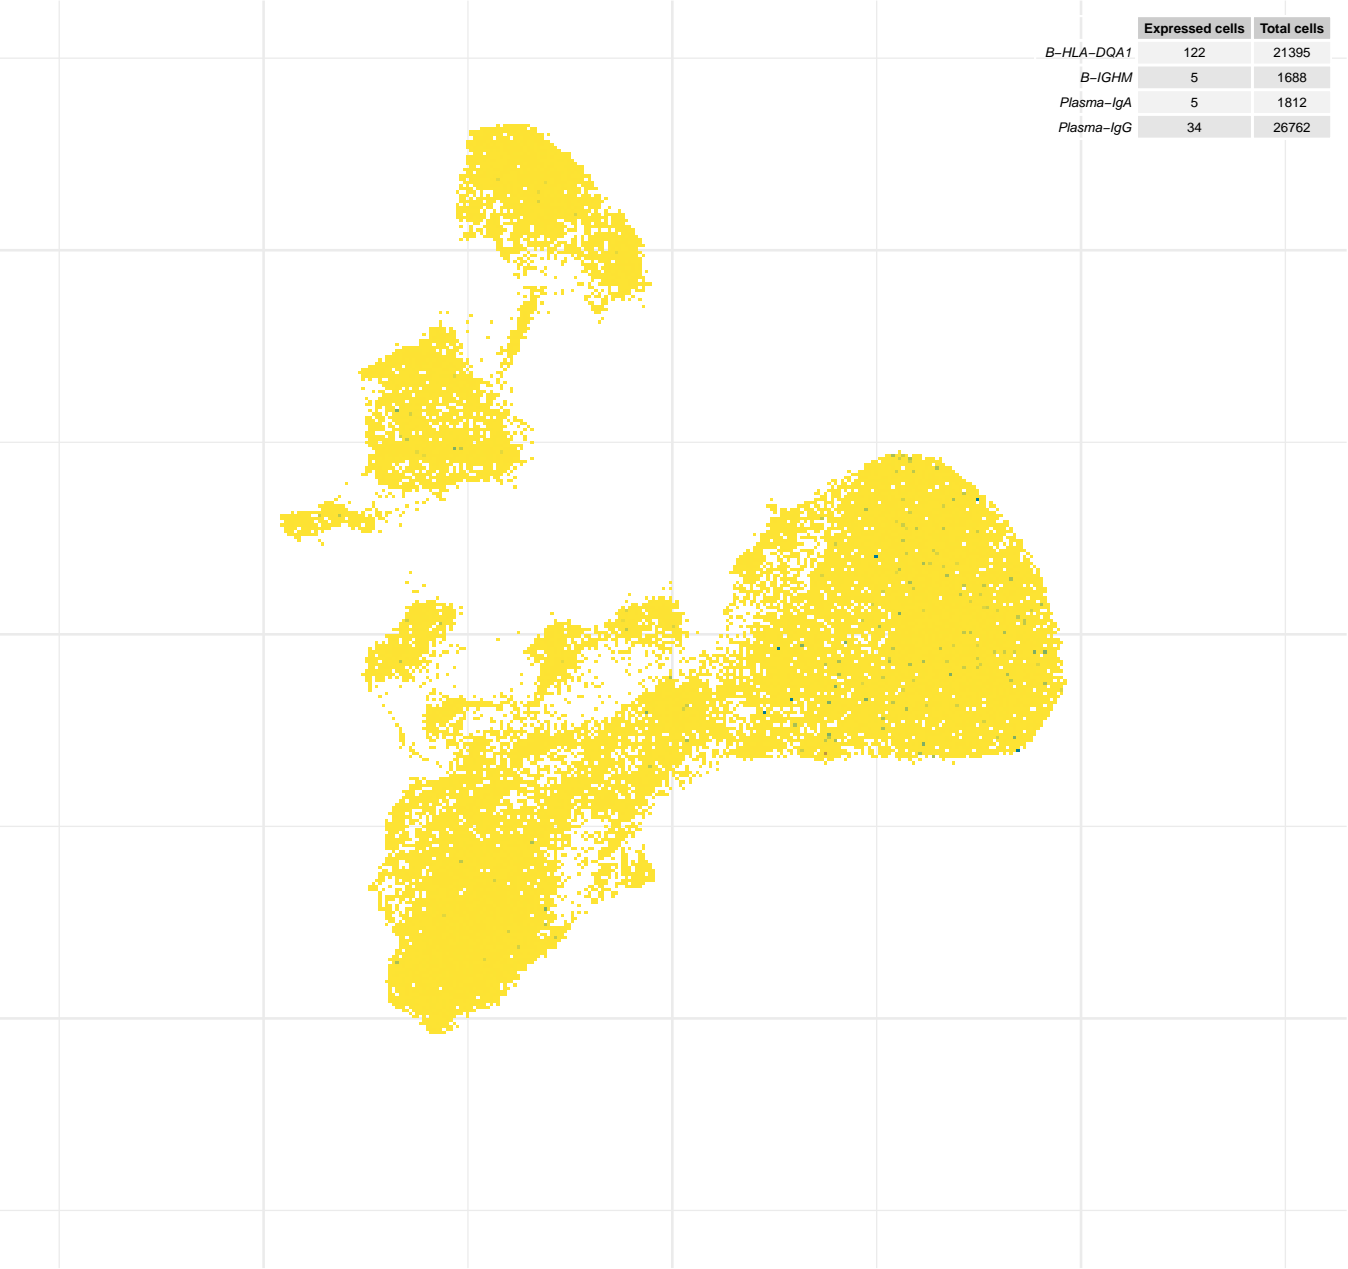 Expressed cells Total cells
B−HLA−DQA1 122 21395
B−IGHM 5 1688
Plasma−IgA 5 1812
Plasma−IgG 34 26762